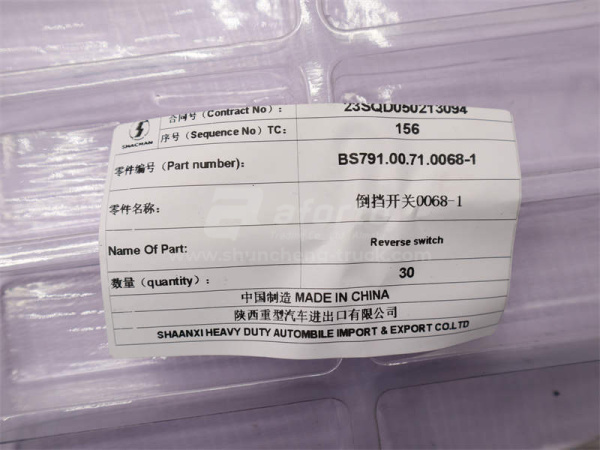 合同号(Contract No)： 23SQD050213094
SHACMAN
序号(Sequence No) TC: 156
零件编号 (Part number): BS791.00.71.0068-1
零件名称: 倒挡开关0068-1
Name Of Part: Reverse switch
数量(quantity): 30
中国制造 MADE IN CHINA
陕西重型汽车进出口有限公司
SHAANXI HEAVY DUTY AUTOMBILE IMPORT & EXPORT CO.LTD